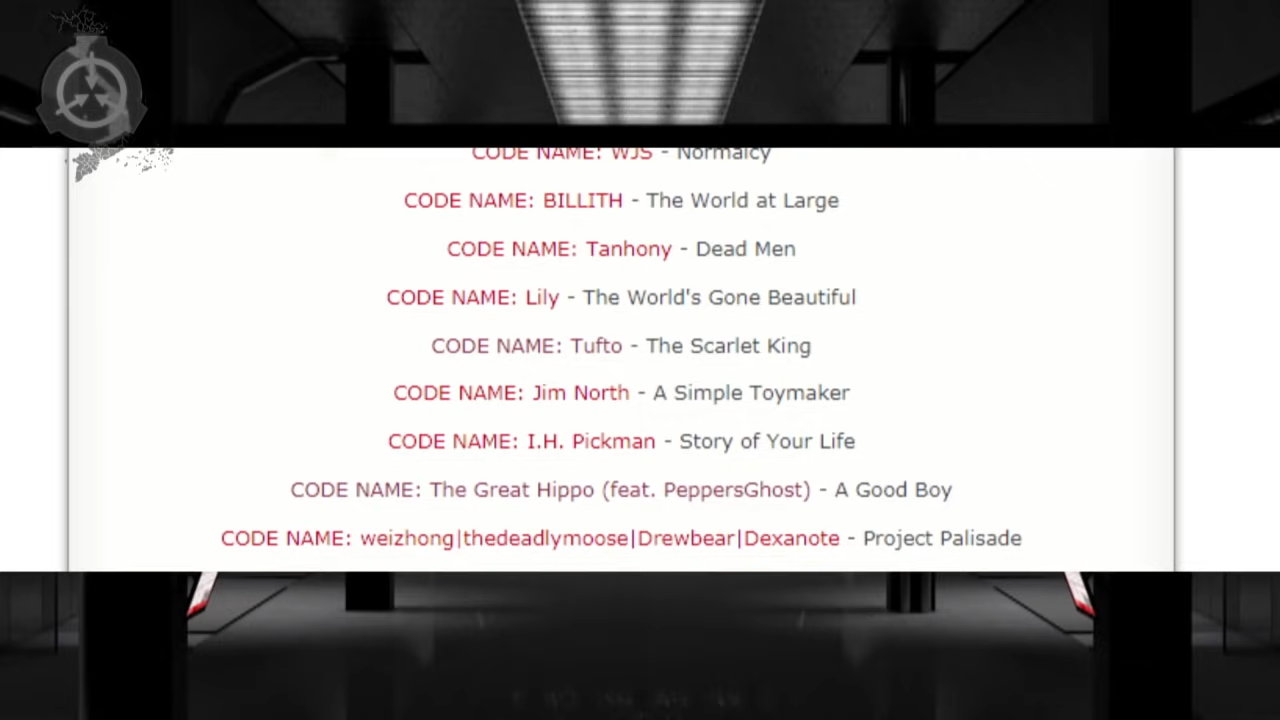 CODE NAME: WJS - Normalcy
CODE NAME: BILLITH - The World at Large
CODE NAME: Tanhony - Dead Men
CODE NAME: Lily - The World's Gone Beautiful
CODE NAME: Tufto - The Scarlet King
CODE NAME: Jim North - A Simple Toymaker
CODE NAME: I.H. Pickman - Story of Your Life
CODE NAME: The Great Hippo (feat. PeppersGhost) - A Good Boy
CODE NAME: weizhong|thedeadlymoose|Drewbear|Dexanote - Project Palisade